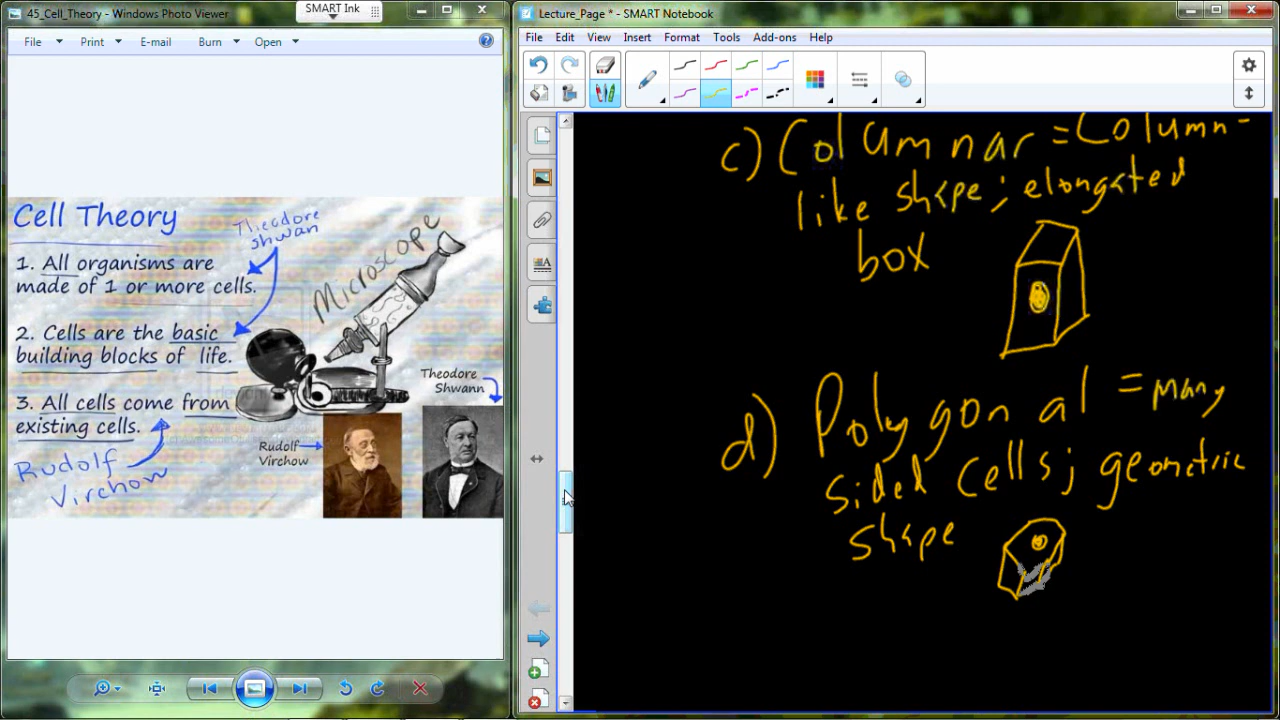 45_Cell_Theory - Windows Photo Viewer
SMART Ink
File Print E-mail Burn Open
Cell Theory
Theodore
shwan
1. All organisms are
made of 1 or more cells.
Microscope
2. Cells are the basic
building blocks of life.
Theodore
Shwann
3. All cells come from
existing cells.
Rudolf
Virchow
Rudolf
Virchow
Lecture_Page * - SMART Notebook
File Edit View Insert Format Tools Add-ons Help
c) Columnar = Column-
like shape; elongated
box
d) Polygonal = many
sided cells; geometric
shape